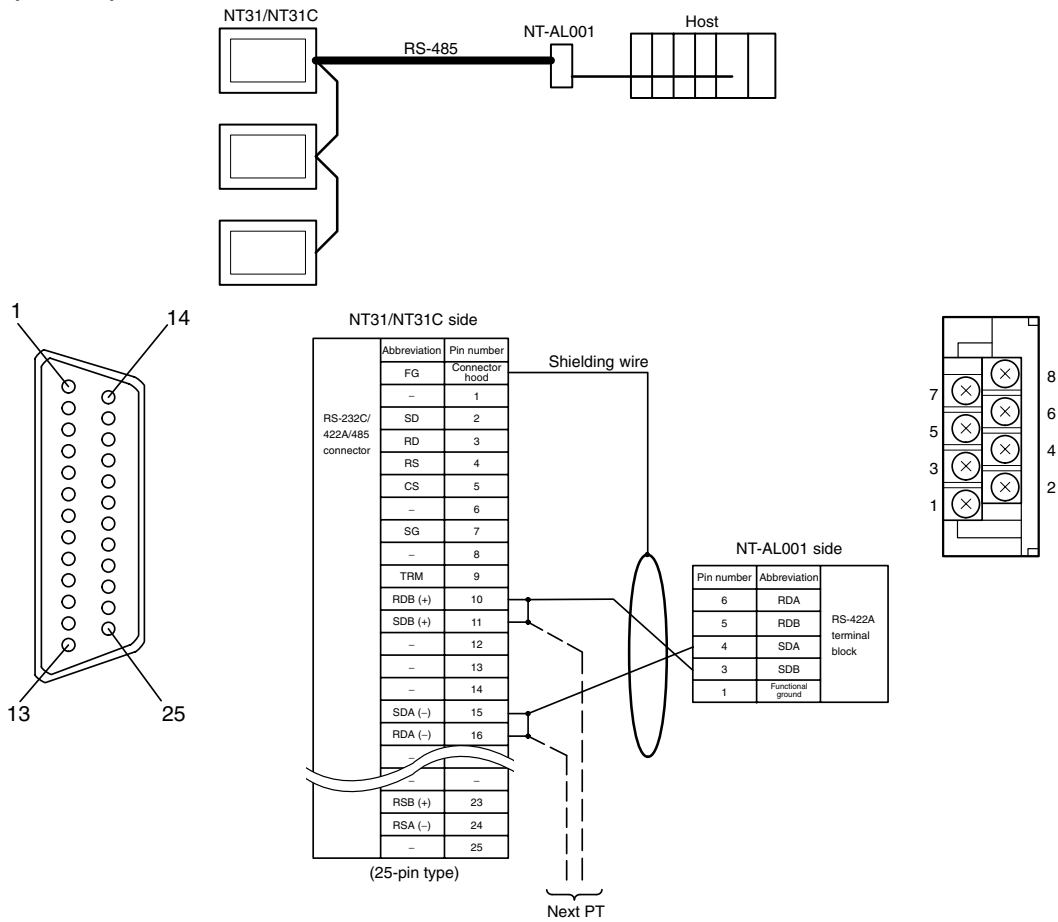 NT31/NT31C
NT-AL001
Host
RS-485
1
14
13
25
NT31/NT31C side
Abbreviation Pin number
FG Connector hood
– 1
RS-232C/ 422A/485 connector
SD 2
RD 3
RS 4
CS 5
– 6
SG 7
– 8
TRM 9
RDB (+) 10
SDB (+) 11
– 12
– 13
– 14
SDA (–) 15
RDA (–) 16
–
– –
RSB (+) 23
RSA (–) 24
– 25
(25-pin type)
Shielding wire
Next PT
NT-AL001 side
Pin number Abbreviation
6 RDA
5 RDB
4 SDA
3 SDB
1 Functional ground
RS-422A terminal block
8
7
6
5
4
3
2
1